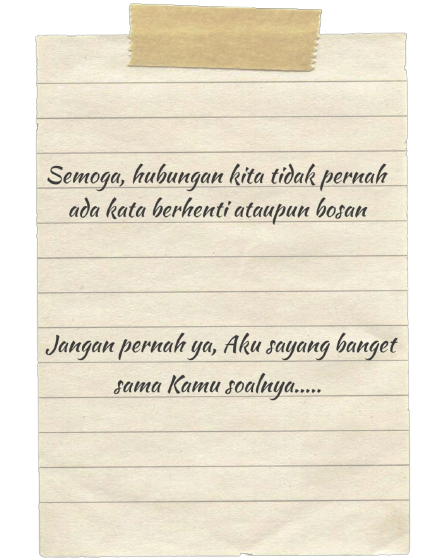 Semoga, hubungan kita tidak pernah
ada kata berhenti ataupun bosan
Jangan pernah ya, Aku sayang banget
sama Kamu soalnya.....